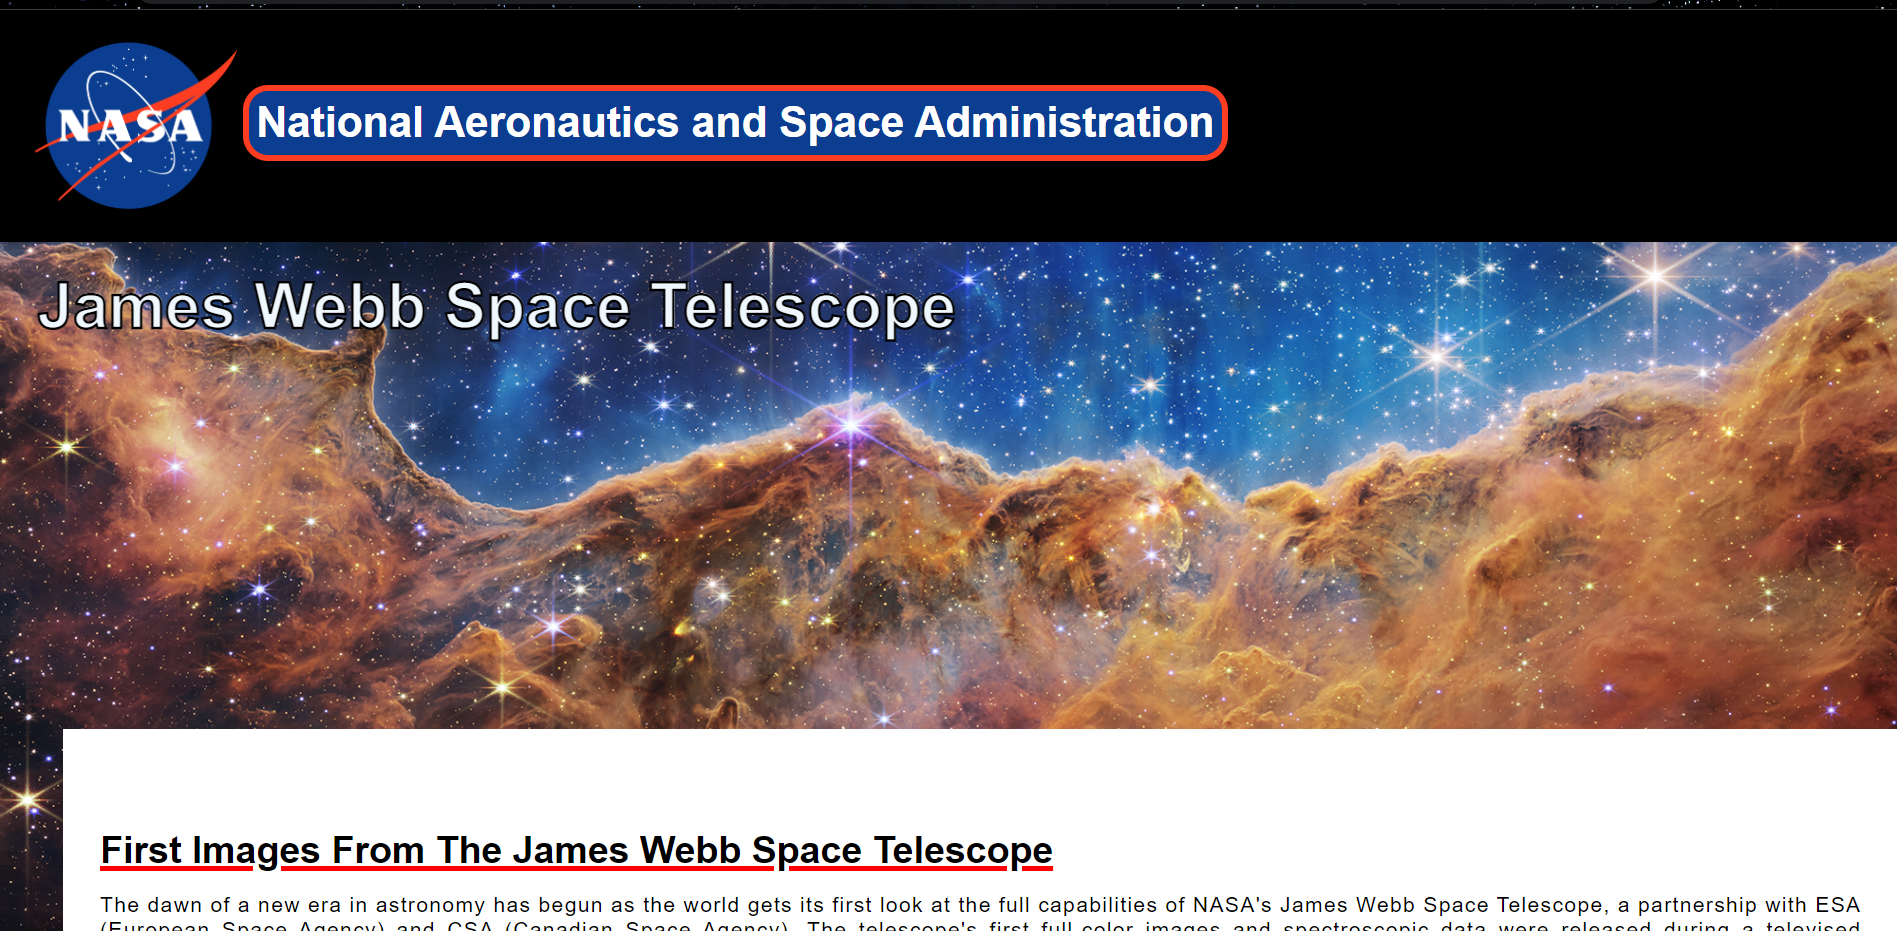 NASA
National Aeronautics and Space Administration
James Webb Space Telescope
First Images From The James Webb Space Telescope
The dawn of a new era in astronomy has begun as the world gets its first look at the full capabilities of NASA's James Webb Space Telescope, a partnership with ESA
(European Space Agency) and CSA (Canadian Space Agency). The telescope's first full-color images and spectroscopic data were released during a televised